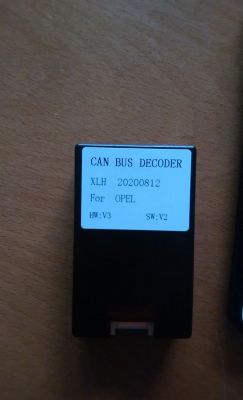 CAN BUS DECODER
XLH 20200812
For OPEL
HW:V3 SW:V2